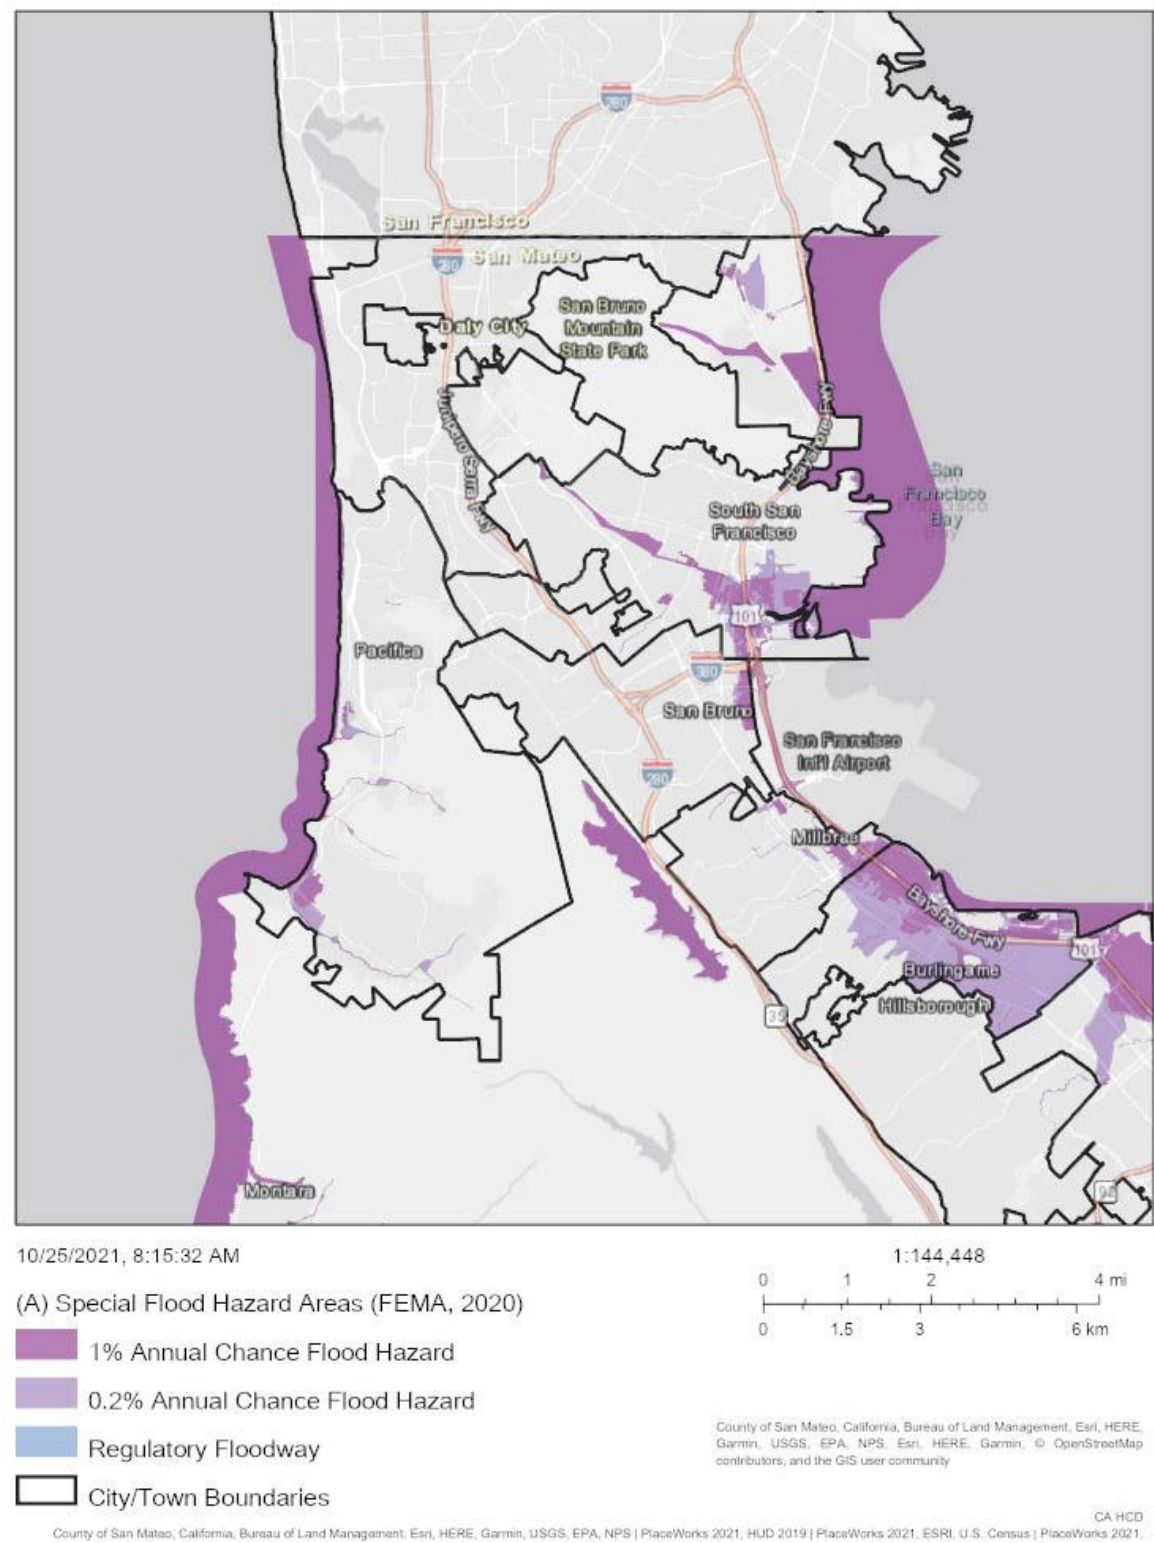 280
San Francisco
280
San Mateo
San Bruno
Mountain
State Park
Daly City
Junipero Serra Fwy
Bayshore Fwy
San
Francisco
Bay
South San
Francisco
101
Pacifica
380
San Bruno
San Francisco
Int'l Airport
280
Millbrae
Bayshore Fwy
101
Burlingame
Hillsborough
35
Montara
10/25/2021, 8:15:32 AM
1:144,448
0 1 2 4 mi
0 1.5 3 6 km
(A) Special Flood Hazard Areas (FEMA, 2020)
1% Annual Chance Flood Hazard
0.2% Annual Chance Flood Hazard
Regulatory Floodway
City/Town Boundaries
County of San Mateo, California, Bureau of Land Management, Esri, HERE,
Garmin, USGS, EPA, NPS, Esri, HERE, Garmin, © OpenStreetMap
contributors, and the GIS user community
CA HCD
County of San Mateo, California, Bureau of Land Management, Esri, HERE, Garmin, USGS, EPA, NPS | PlaceWorks 2021, HUD 2019 | PlaceWorks 2021, ESRI, U.S. Census | PlaceWorks 2021,